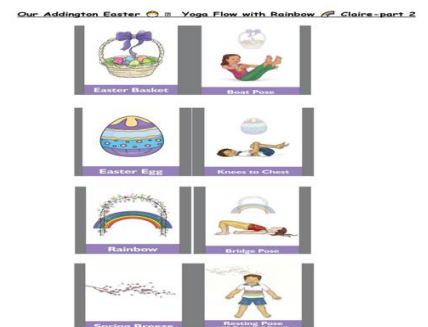 Our Addington Easter 🐣 Yoga Flow with Rainbow 🌈 Claire-part 2
Easter Basket
Boat Pose
Easter Egg
Knees to Chest
Rainbow
Bridge Pose
Spring Breeze
Resting Pose